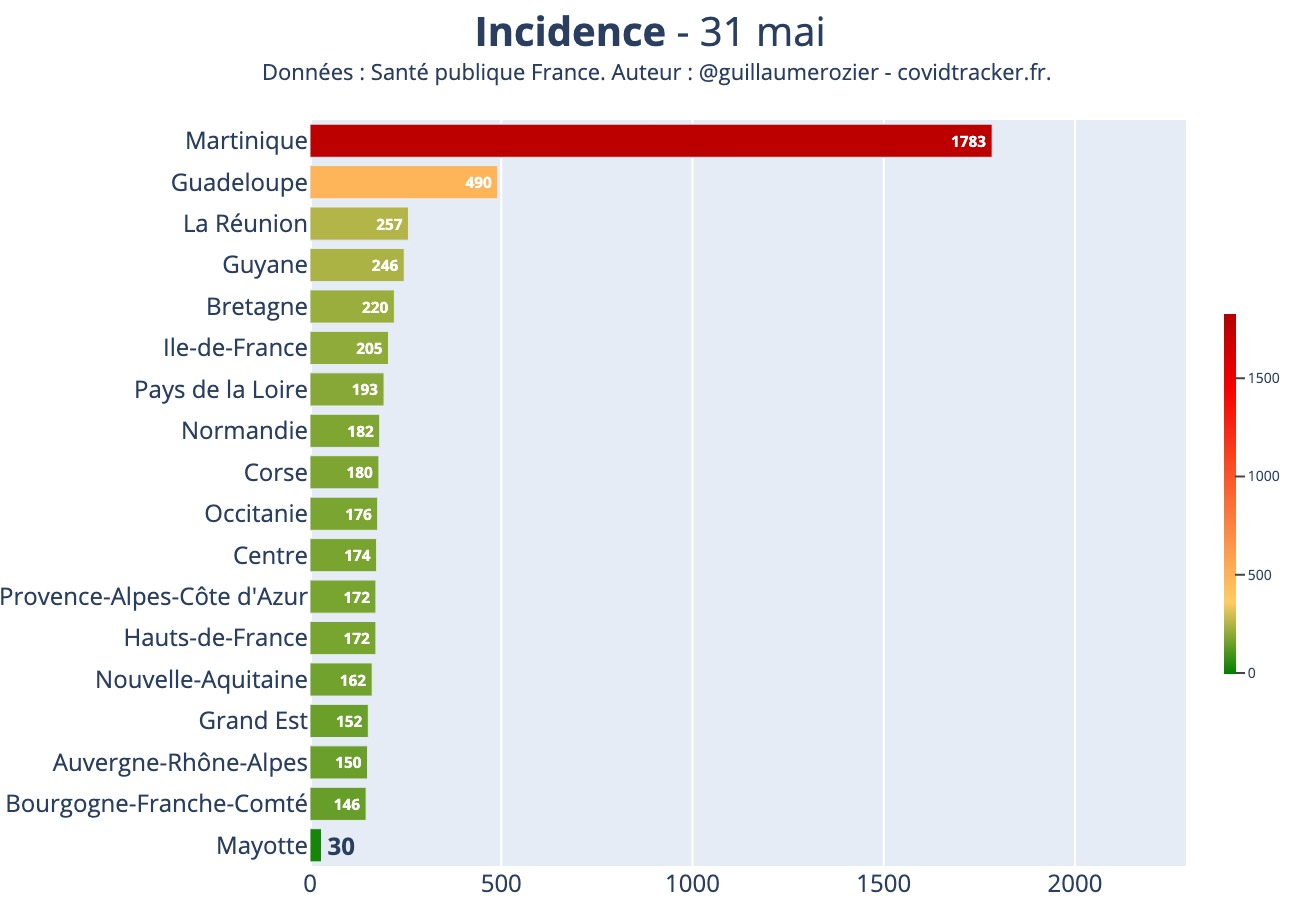 Incidence - 31 mai
Données : Santé publique France. Auteur : @guillaumerozier - covidtracker.fr.
Martinique 1783
Guadeloupe 490
La Réunion 257
Guyane 246
Bretagne 220
Ile-de-France 205
Pays de la Loire 193
Normandie 182
Corse 180
Occitanie 176
Centre 174
Provence-Alpes-Côte d'Azur 172
Hauts-de-France 172
Nouvelle-Aquitaine 162
Grand Est 152
Auvergne-Rhône-Alpes 150
Bourgogne-Franche-Comté 146
Mayotte 30
0 500 1000 1500 2000
1500
1000
500
0